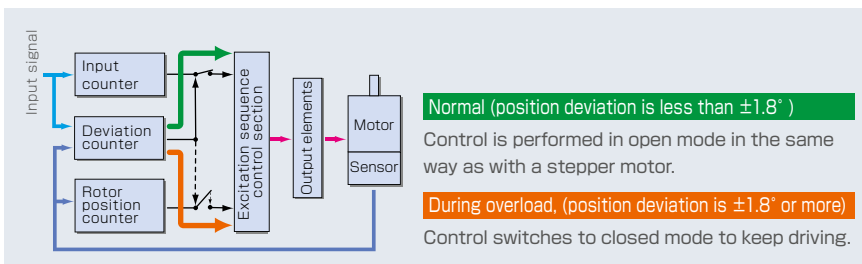 Input signal
Input
counter
Deviation
counter
Rotor
position
counter
Excitation sequence
control section
Output elements
Motor
Sensor
Normal (position deviation is less than ±1.8° )
Control is performed in open mode in the same
way as with a stepper motor.
During overload, (position deviation is ±1.8° or more)
Control switches to closed mode to keep driving.